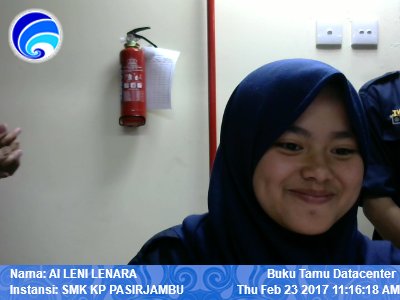 Nama: AI LENI LENARA
Buku Tamu Datacenter
Instansi: SMK KP PASIRJAMBU
Thu Feb 23 2017 11:16:18 AM